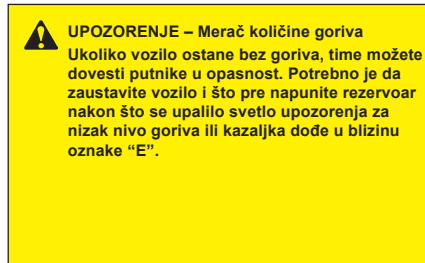 UPOZORENJE – Merač količine goriva
Ukoliko vozilo ostane bez goriva, time možete
dovesti putnike u opasnost. Potrebno je da
zaustavite vozilo i što pre napunite rezervoar
nakon što se upalilo svetlo upozorenja za
nizak nivo goriva ili kazaljka dođe u blizinu
oznake “E”.